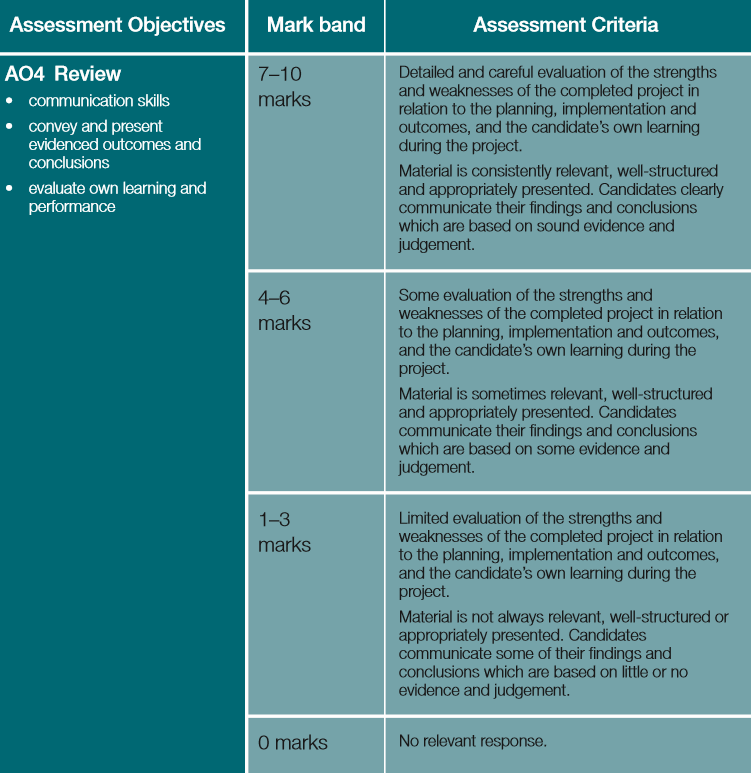 Assessment Objectives
Mark band
Assessment Criteria
AO4 Review
• communication skills
• convey and present
evidenced outcomes and
conclusions
• evaluate own learning and
performance
7–10
marks
Detailed and careful evaluation of the strengths
and weaknesses of the completed project in
relation to the planning, implementation and
outcomes, and the candidate’s own learning
during the project.
Material is consistently relevant, well-structured
and appropriately presented. Candidates clearly
communicate their findings and conclusions
which are based on sound evidence and
judgement.
4–6
marks
Some evaluation of the strengths and
weaknesses of the completed project in relation
to the planning, implementation and outcomes,
and the candidate’s own learning during the
project.
Material is sometimes relevant, well-structured
and appropriately presented. Candidates
communicate their findings and conclusions
which are based on some evidence and
judgement.
1–3
marks
Limited evaluation of the strengths and
weaknesses of the completed project in relation
to the planning, implementation and outcomes,
and the candidate’s own learning during the
project.
Material is not always relevant, well-structured or
appropriately presented. Candidates
communicate some of their findings and
conclusions which are based on little or no
evidence and judgement.
0 marks
No relevant response.